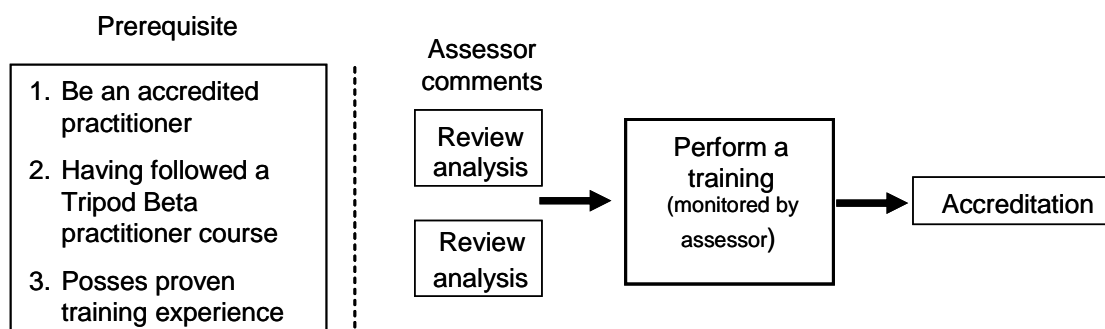 Prerequisite
1. Be an accredited
practitioner
2. Having followed a
Tripod Beta
practitioner course
3. Posses proven
training experience
Assessor
comments
Review
analysis
Review
analysis
Perform a
training
(monitored by
assessor)
Accreditation